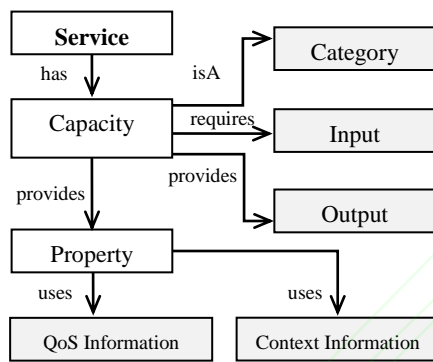 Service
has
isA
Category
Capacity
requires
Input
provides
provides
Output
Property
uses
uses
QoS Information
Context Information